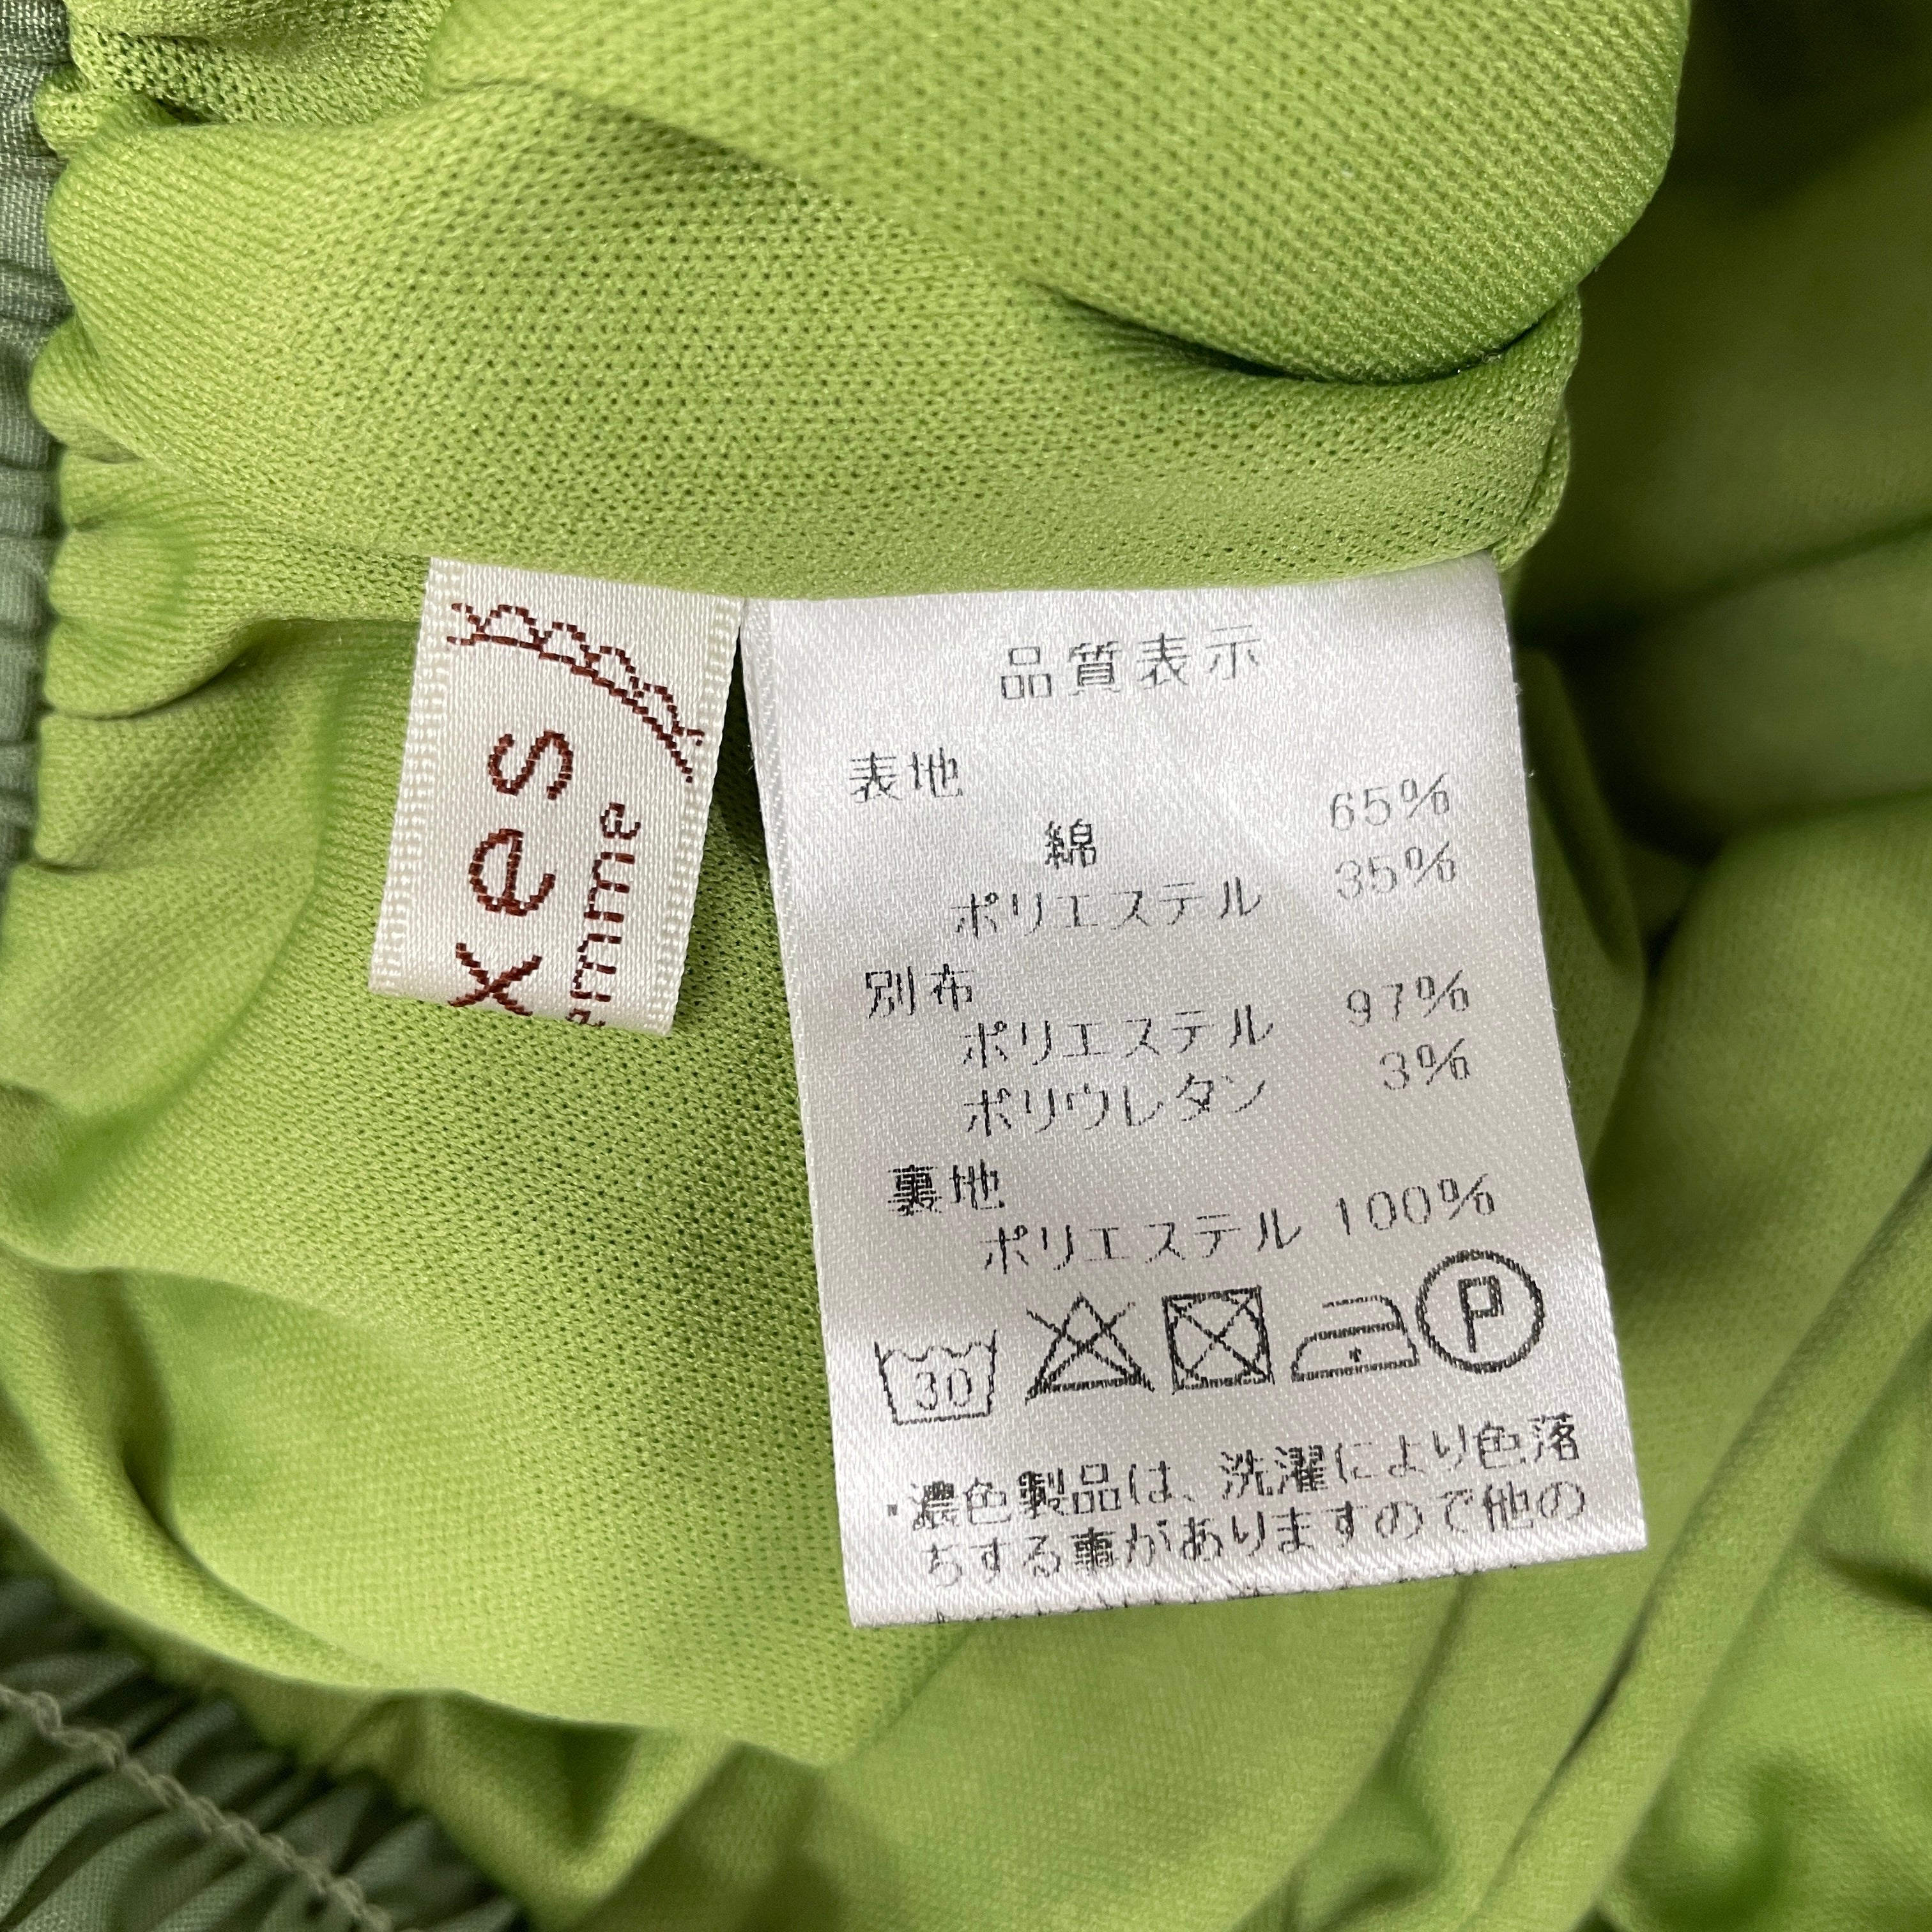 xes
emme
品質表示
表地
綿 65%
ポリエステル 35%
別布
ポリエステル 97%
ポリウレタン 3%
裏地
ポリエステル 100%
30
P
・濃色製品は、洗濯により色落
ちする事がありますので他の